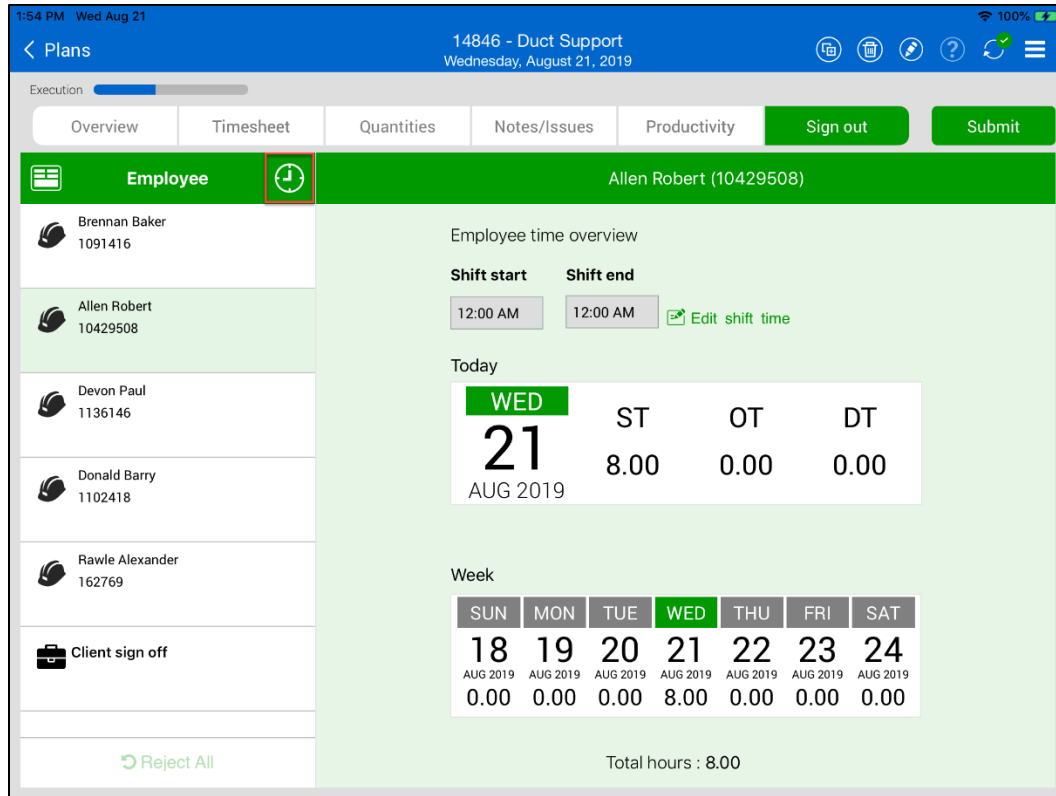 1:54 PM Wed Aug 21
100%
Plans
14846 - Duct Support
Wednesday, August 21, 2019
?
Execution
Overview Timesheet Quantities Notes/Issues Productivity Sign out Submit
Employee
Allen Robert (10429508)
Brennan Baker
1091416
Allen Robert
10429508
Devon Paul
1136146
Donald Barry
1102418
Rawle Alexander
162769
Client sign off
Reject All
Employee time overview
Shift start Shift end
12:00 AM 12:00 AM Edit shift time
Today
WED
21
AUG 2019
ST OT DT
8.00 0.00 0.00
Week
SUN MON TUE WED THU FRI SAT
18 19 20 21 22 23 24
AUG 2019 AUG 2019 AUG 2019 AUG 2019 AUG 2019 AUG 2019 AUG 2019
0.00 0.00 0.00 8.00 0.00 0.00 0.00
Total hours : 8.00